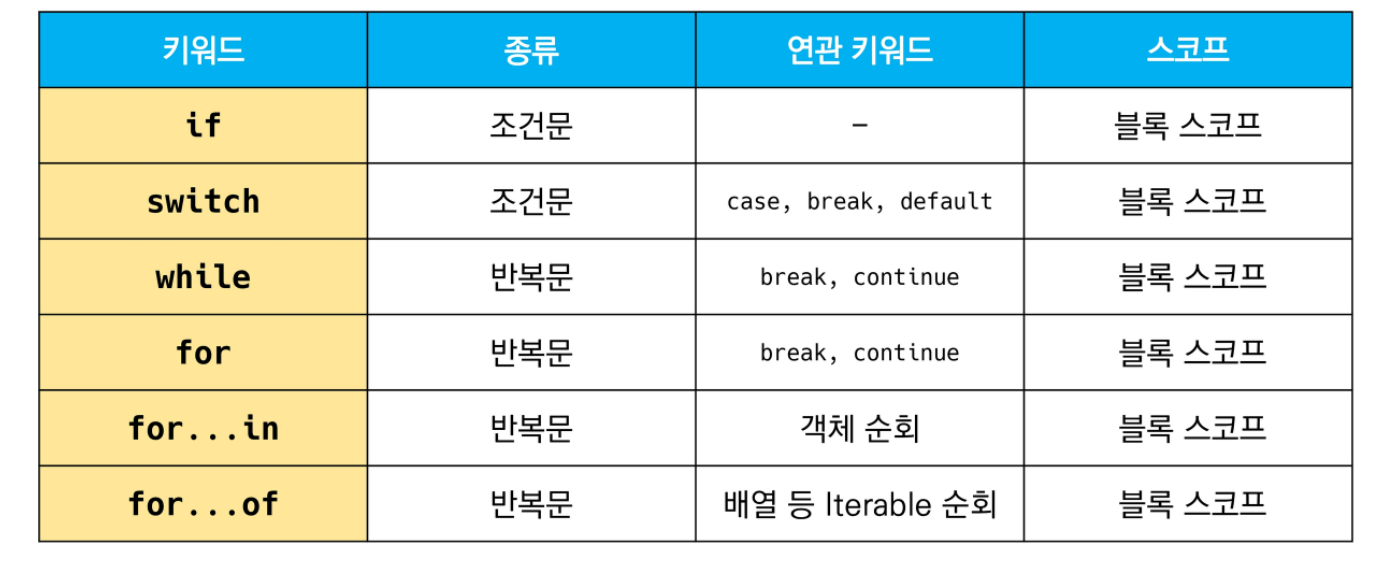 키워드 종류 연관 키워드 스코프
if 조건문 – 블록 스코프
switch 조건문 case, break, default 블록 스코프
while 반복문 break, continue 블록 스코프
for 반복문 break, continue 블록 스코프
for...in 반복문 객체 순회 블록 스코프
for...of 반복문 배열 등 Iterable 순회 블록 스코프